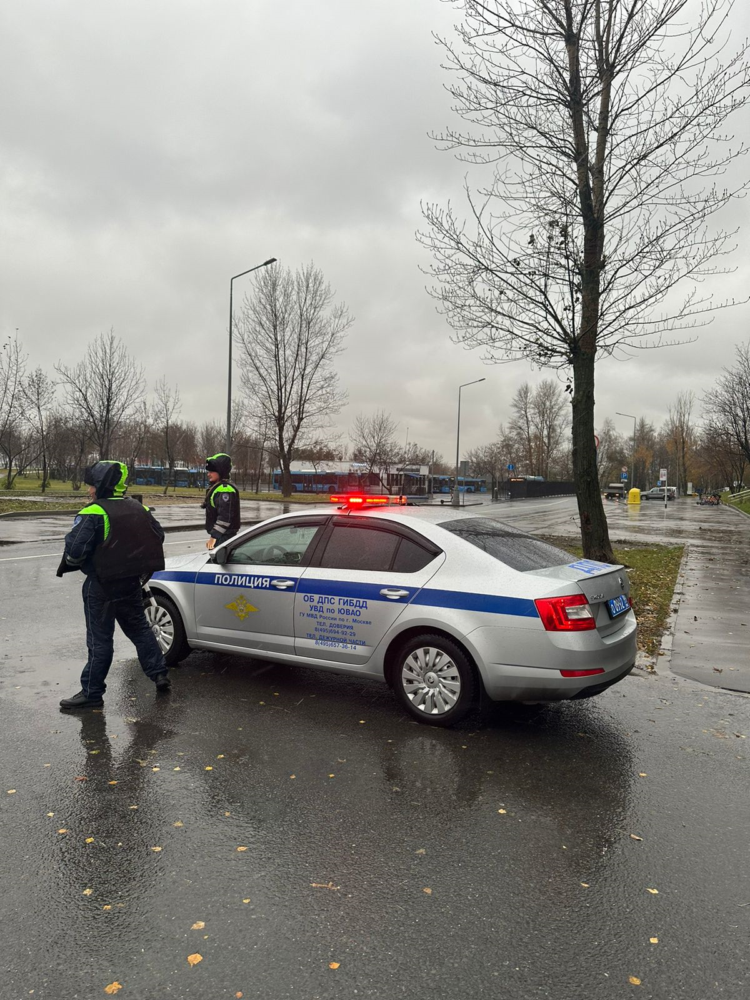 ПОЛИЦИЯ
ОБ ДПС ГИБДД
УВД по ЮВАО
ГУ МВД России по г. Москве
ТЕЛ. ДОВЕРИЯ
8(495)694-92-29
ТЕЛ. ДЕЖУРНОЙ ЧАСТИ
8(495)657-36-14
ДПС
P